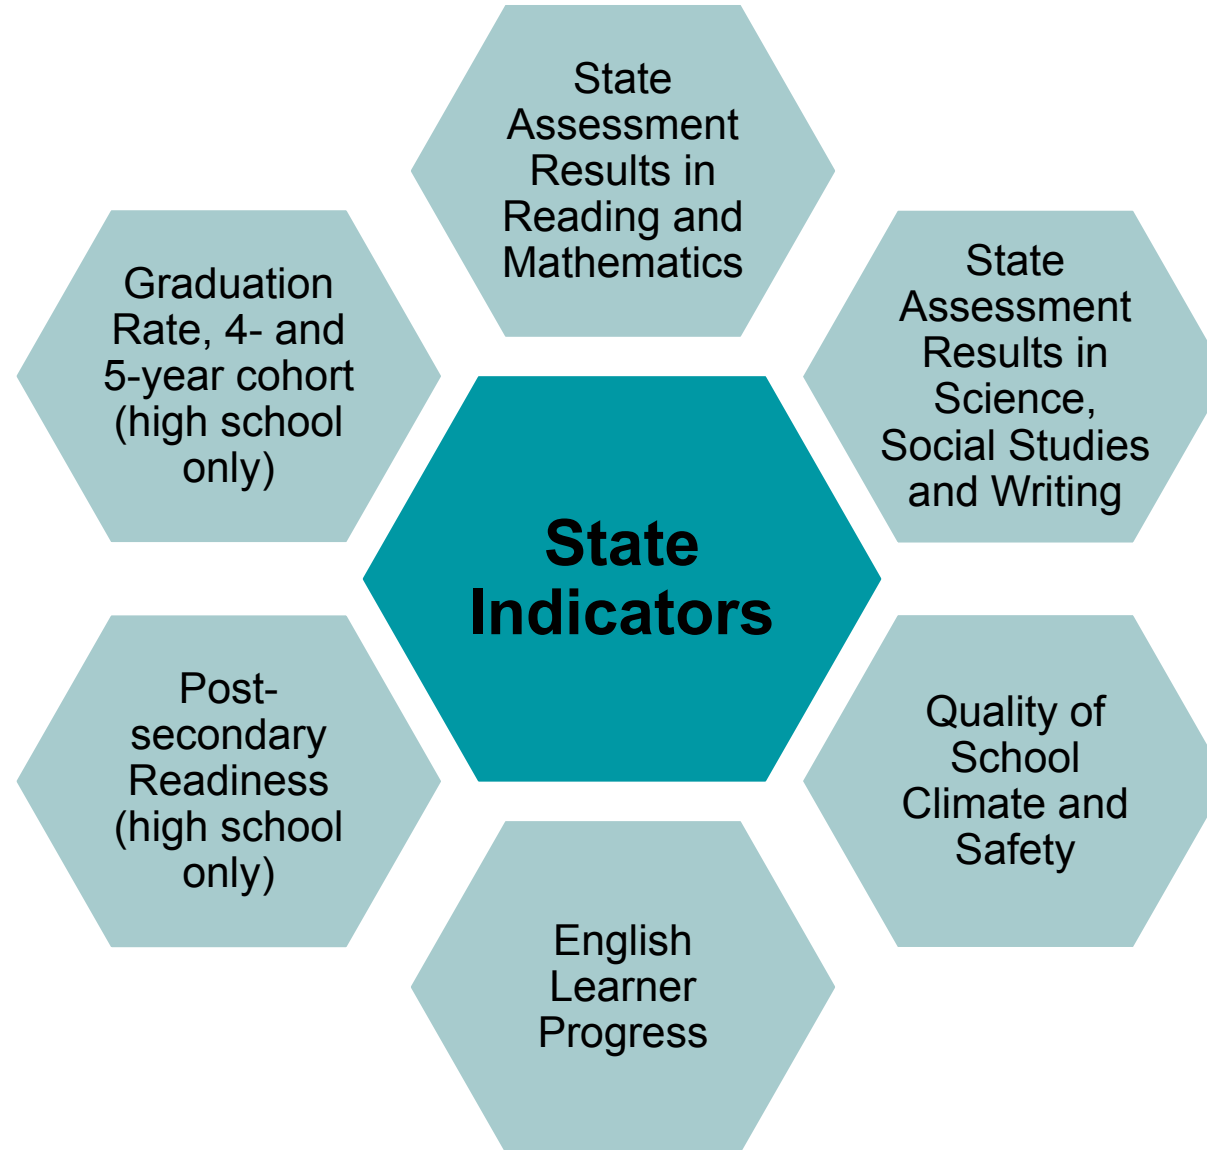 State
Assessment
Results in
Reading and
Mathematics
State
Assessment
Results in
Science,
Social Studies
and Writing
Quality of
School
Climate and
Safety
English
Learner
Progress
Post-
secondary
Readiness
(high school
only)
Graduation
Rate, 4- and
5-year cohort
(high school
only)
State
Indicators